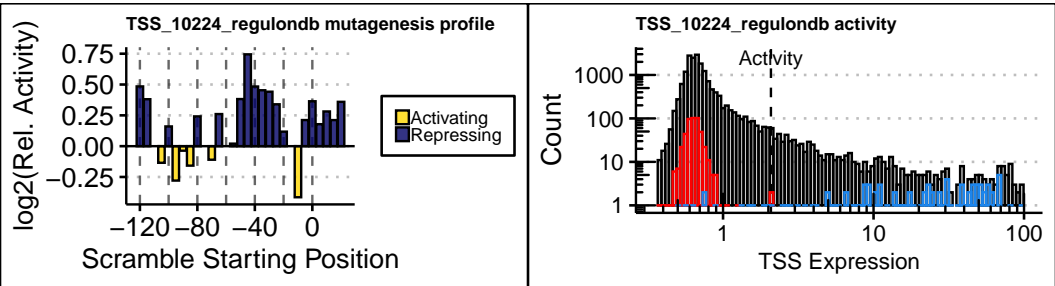 TSS_10224_regulondb mutagenesis profile
log2(Rel. Activity)
0.75
0.50
0.25
0.00
−0.25
−120 −80 −40 0
Scramble Starting Position
Activating
Repressing
TSS_10224_regulondb activity
Activity
Count
1000
100
10
1
1 10 100
TSS Expression